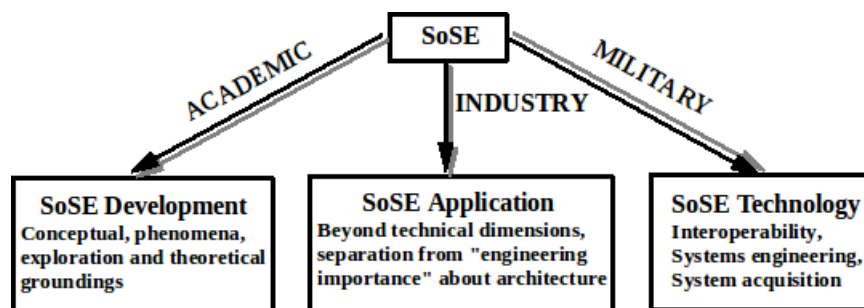 SoSE
ACADEMIC
INDUSTRY
MILITARY
SoSE Development
Conceptual, phenomena,
exploration and theoretical
groundings
SoSE Application
Beyond technical dimensions,
separation from "engineering
importance" about architecture
SoSE Technology
Interoperability,
Systems engineering,
System acquisition